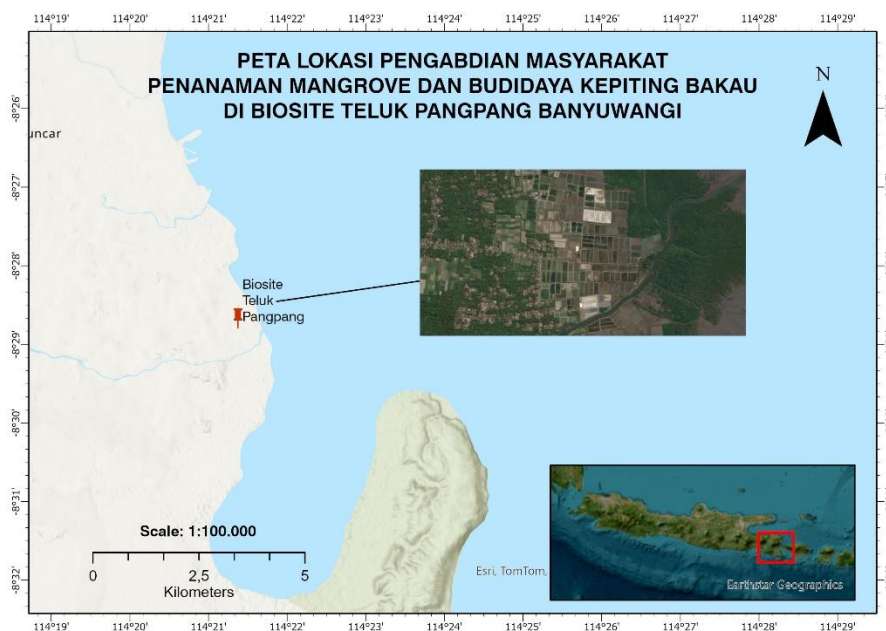 114°19' 114°20' 114°21' 114°22' 114°23' 114°24' 114°25' 114°26' 114°27' 114°28' 114°29'
PETA LOKASI PENGABDIAN MASYARAKAT
PENANAMAN MANGROVE DAN BUDIDAYA KEPITING BAKAU
DI BIOSITE TELUK PANGPANG BANYUWANGI
N
uncar
-8°26'
-8°27'
-8°28'
-8°29'
-8°30'
-8°31'
-8°32'
Biosite
Teluk
Pangpang
Scale: 1:100.000
0 2,5 5
Kilometers
Esri, TomTom,
Earthstar Geographics
114°19' 114°20' 114°21' 114°22' 114°23' 114°24' 114°25' 114°26' 114°27' 114°28' 114°29'